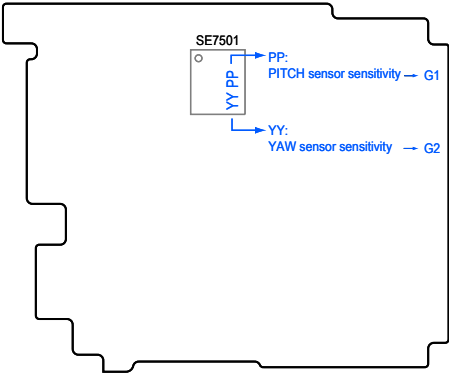 SE7501
YY PP
PP:
PITCH sensor sensitivity → G1
YY:
YAW sensor sensitivity → G2